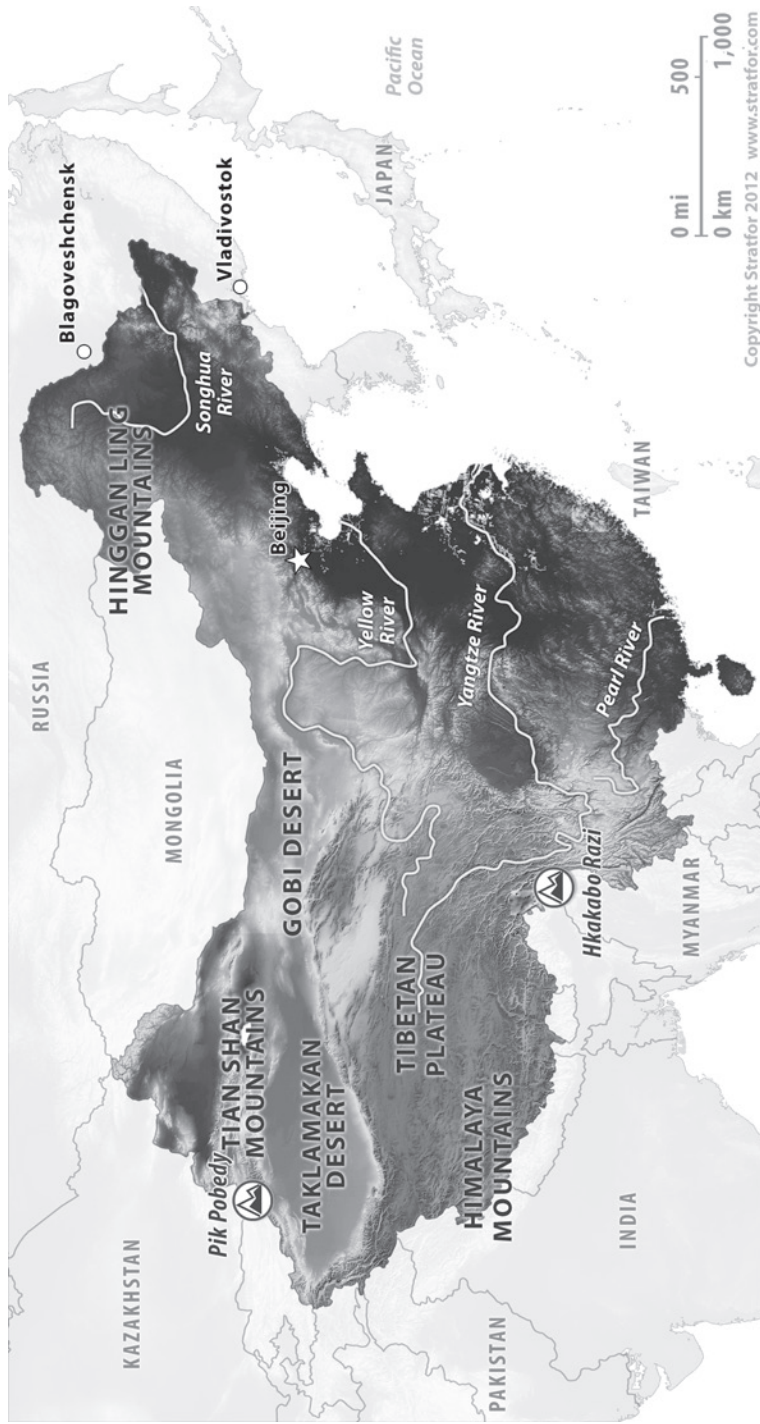 RUSSIA
Blagoveshchensk
KAZAKHSTAN
MONGOLIA
HINGGAN LING
MOUNTAINS
Songhua
River
Vladivostok
Pik Pobedy
TIAN SHAN
MOUNTAINS
GOBI DESERT
Beijing
TAKLAMAKAN
DESERT
Yellow
River
JAPAN
Pacific
Ocean
TIBETAN
PLATEAU
PAKISTAN
HIMALAYA
MOUNTAINS
Yangtze River
Hkakabo Razi
Pearl River
TAIWAN
INDIA
MYANMAR
0 mi 500
0 km 1,000
Copyright Stratfor 2012 www.stratfor.com